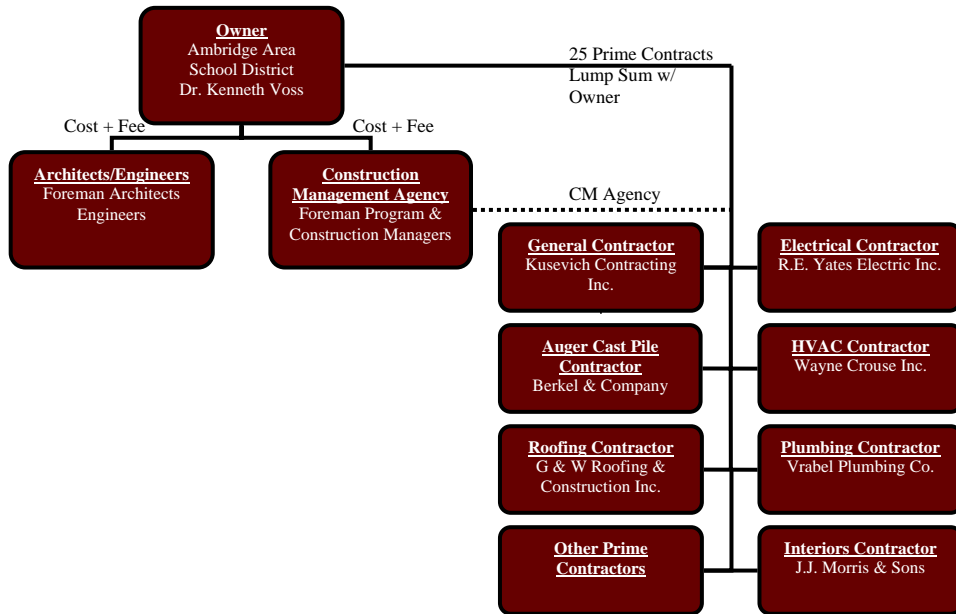 Owner
Ambridge Area
School District
Dr. Kenneth Voss
25 Prime Contracts
Lump Sum w/
Owner
Cost + Fee
Cost + Fee
Architects/Engineers
Foreman Architects
Engineers
Construction
Management Agency
Foreman Program &
Construction Managers
CM Agency
General Contractor
Kusevich Contracting
Inc.
Electrical Contractor
R.E. Yates Electric Inc.
Auger Cast Pile
Contractor
Berkel & Company
HVAC Contractor
Wayne Crouse Inc.
Roofing Contractor
G & W Roofing &
Construction Inc.
Plumbing Contractor
Vrabel Plumbing Co.
Other Prime
Contractors
Interiors Contractor
J.J. Morris & Sons